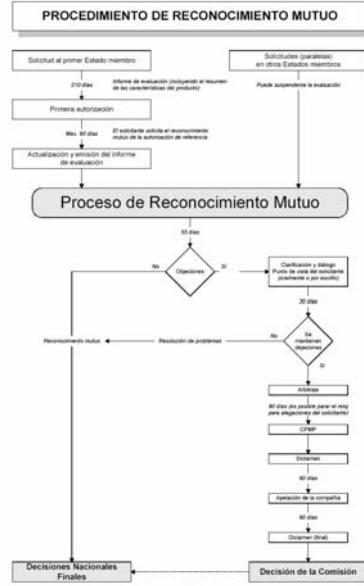 PROCEDIMIENTO DE RECONOCIMIENTO MUTUO
Solicitud al primer Estado miembro
Solicitudes (paralelas)
en otros Estados miembros
210 días
Informe de evaluación (incluyendo el resumen
de las características del producto)
Puede suspenderse la evaluación
Primera autorización
Max. 90 días
El solicitante solicita el reconocimiento
mutuo de la autorización de referencia
Actualización y emisión del informe
de evaluación
Proceso de Reconocimiento Mutuo
55 días
No
Objeciones
Sí
Clarificación y diálogo
Punto de vista del solicitante
(oralmente o por escrito)
30 días
Reconocimiento mutuo
Resolución de problemas
No
Se
mantienen
objeciones
Sí
Arbitraje
90 días (es posible parar el reloj
para alegaciones del solicitante)
CPMP
Dictamen
60 días
Apelación de la compañía
60 días
Dictamen (final)
Decisiones Nacionales
Finales
Decisión de la Comisión